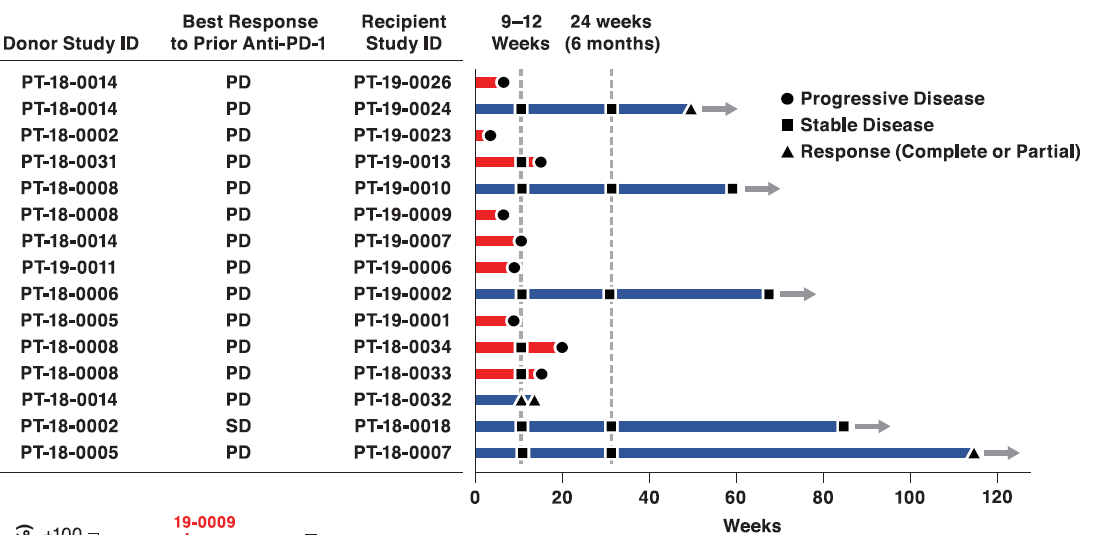 Donor Study ID Best Response to Prior Anti-PD-1 Recipient Study ID 9–12 Weeks 24 weeks (6 months)
PT-18-0014 PD PT-19-0026
PT-18-0014 PD PT-19-0024
PT-18-0002 PD PT-19-0023
PT-18-0031 PD PT-19-0013
PT-18-0008 PD PT-19-0010
PT-18-0008 PD PT-19-0009
PT-18-0014 PD PT-19-0007
PT-19-0011 PD PT-19-0006
PT-18-0006 PD PT-19-0002
PT-18-0005 PD PT-19-0001
PT-18-0008 PD PT-18-0034
PT-18-0008 PD PT-18-0033
PT-18-0014 PD PT-18-0032
PT-18-0002 SD PT-18-0018
PT-18-0005 PD PT-18-0007
Progressive Disease
Stable Disease
Response (Complete or Partial)
0 20 40 60 80 100 120
Weeks
19-0009
+100